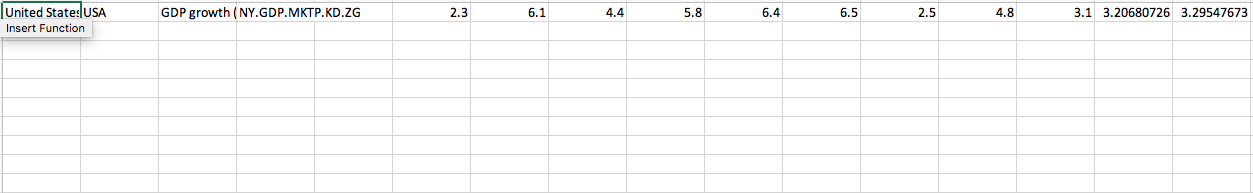 United States USA GDP growth ( NY.GDP.MKTP.KD.ZG 2.3 6.1 4.4 5.8 6.4 6.5 2.5 4.8 3.1 3.20680726 3.29547673
Insert Function